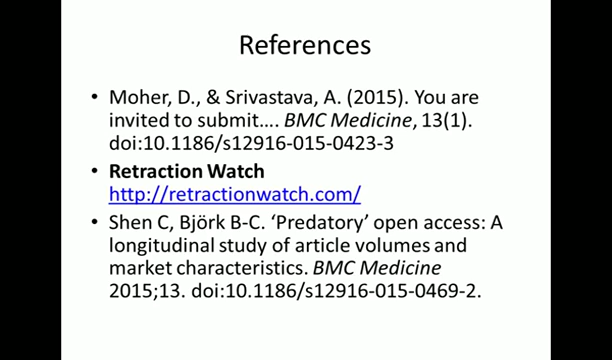 References
• Moher, D., & Srivastava, A. (2015). You are
invited to submit…. BMC Medicine, 13(1).
doi:10.1186/s12916-015-0423-3
• Retraction Watch
http://retractionwatch.com/
• Shen C, Björk B-C. ‘Predatory’ open access: A
longitudinal study of article volumes and
market characteristics. BMC Medicine
2015;13. doi:10.1186/s12916-015-0469-2.